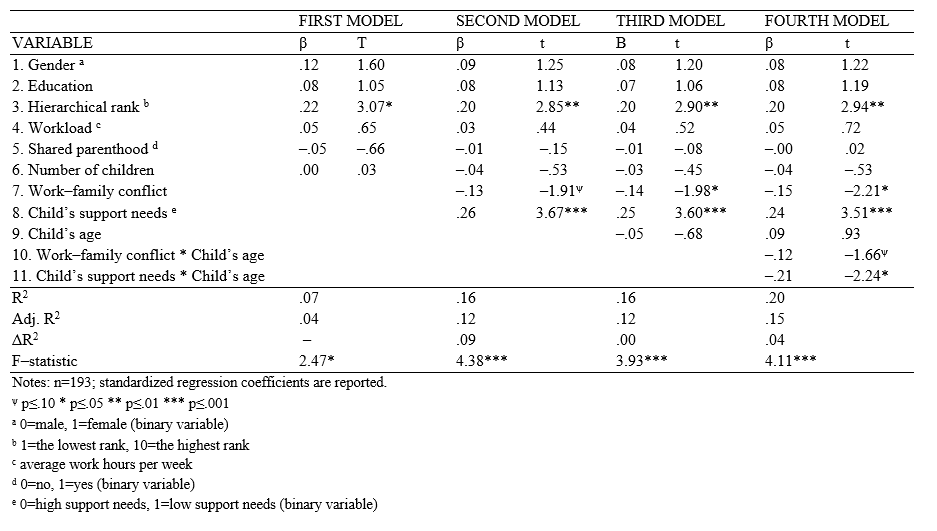 FIRST MODEL SECOND MODEL THIRD MODEL FOURTH MODEL
VARIABLE β T β t B t β t
1. Gender ᵃ .12 1.60 .09 1.25 .08 1.20 .08 1.22
2. Education .08 1.05 .08 1.13 .07 1.06 .08 1.19
3. Hierarchical rank ᵇ .22 3.07* .20 2.85** .20 2.90** .20 2.94**
4. Workload ᶜ .05 .65 .03 .44 .04 .52 .05 .72
5. Shared parenthood ᵈ –.05 –.66 –.01 –.15 –.01 –.08 –.00 .02
6. Number of children .00 .03 –.04 –.53 –.03 –.45 –.04 –.53
7. Work–family conflict –.13 –1.91ᴪ –.14 –1.98* –.15 –2.21*
8. Child’s support needs ᵉ .26 3.67*** .25 3.60*** .24 3.51***
9. Child’s age –.05 –.68 .09 .93
10. Work–family conflict * Child’s age –.12 –1.66ᴪ
11. Child’s support needs * Child’s age –.21 –2.24*
R² .07 .16 .16 .20
Adj. R² .04 .12 .12 .15
ΔR² – .09 .00 .04
F–statistic 2.47* 4.38*** 3.93*** 4.11***
Notes: n=193; standardized regression coefficients are reported.
ᴪ p≤.10 * p≤.05 ** p≤.01 *** p≤.001
ᵃ 0=male, 1=female (binary variable)
ᵇ 1=the lowest rank, 10=the highest rank
ᶜ average work hours per week
ᵈ 0=no, 1=yes (binary variable)
ᵉ 0=high support needs, 1=low support needs (binary variable)